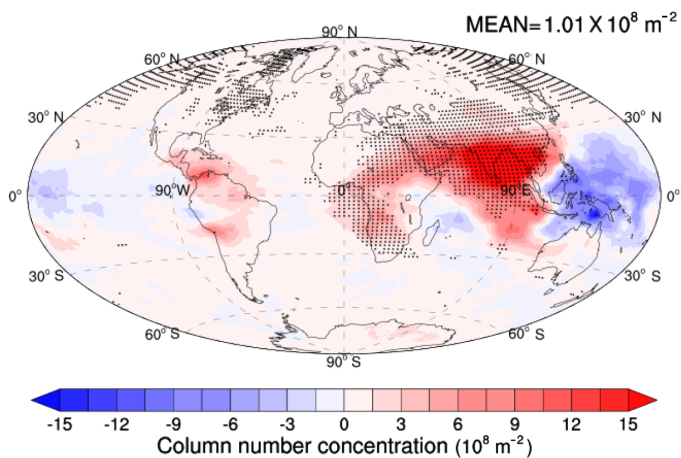 MEAN=1.01 X 10⁸ m⁻²
90° N
60° N 60° N
30° N 30° N
0° 90°W 0° 90°E 0°
30° S 30° S
60° S 60° S
90° S
-15 -12 -9 -6 -3 0 3 6 9 12 15
Column number concentration (10⁸ m⁻²)